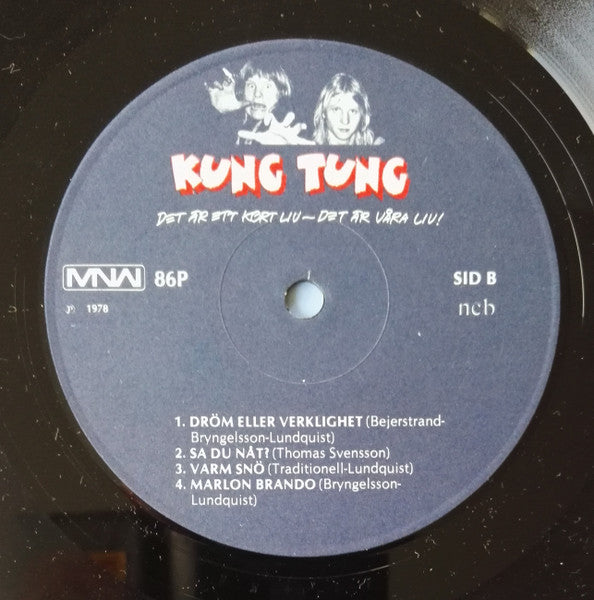 KUNG TUNG
DET ÄR ETT KORT LIV – DET ÄR VÅRA LIV!
MNW 86P
SID B
℗ 1978
ncb
1. DRÖM ELLER VERKLIGHET (Bejerstrand-
Bryngelsson-Lundquist)
2. SA DU NÅT? (Thomas Svensson)
3. VARM SNÖ (Traditionell-Lundquist)
4. MARLON BRANDO (Bryngelsson-
Lundquist)